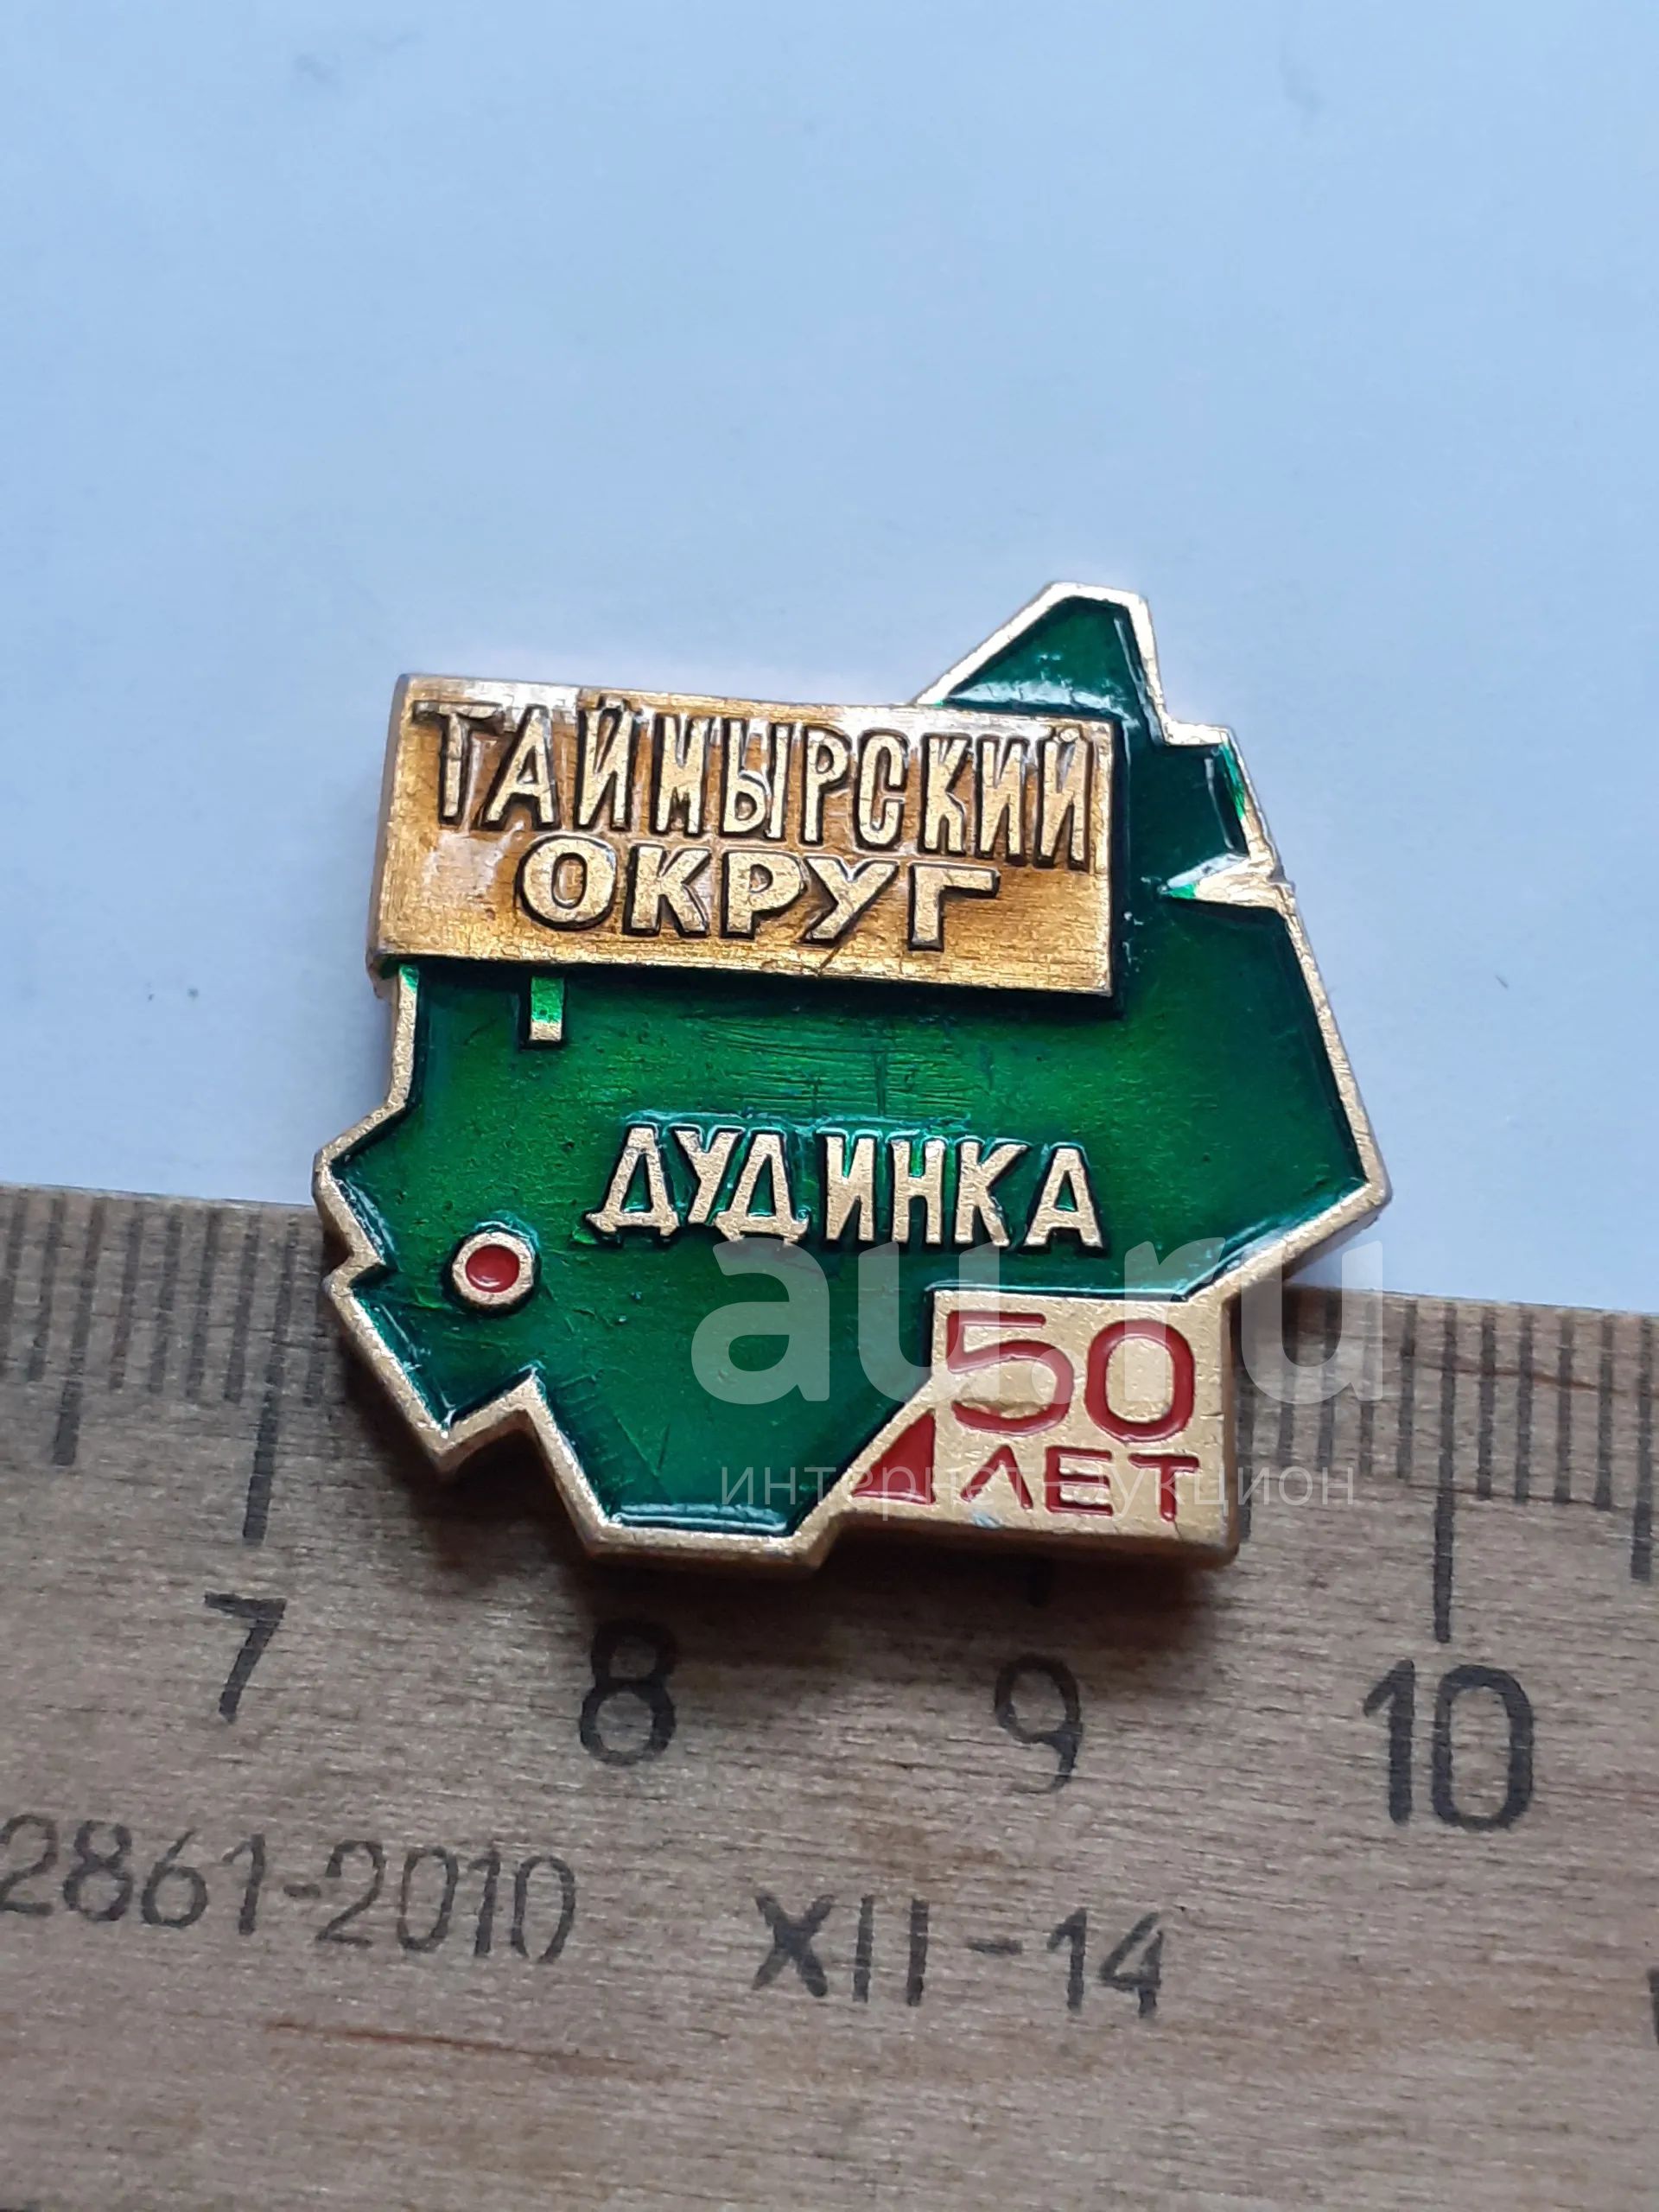 ТАЙМЫРСКИЙ
ОКРУГ
ДУДИНКА
au.ru
50
ЛЕТ
интернет-аукцион
7 8 9 10
2861-2010 XII-14